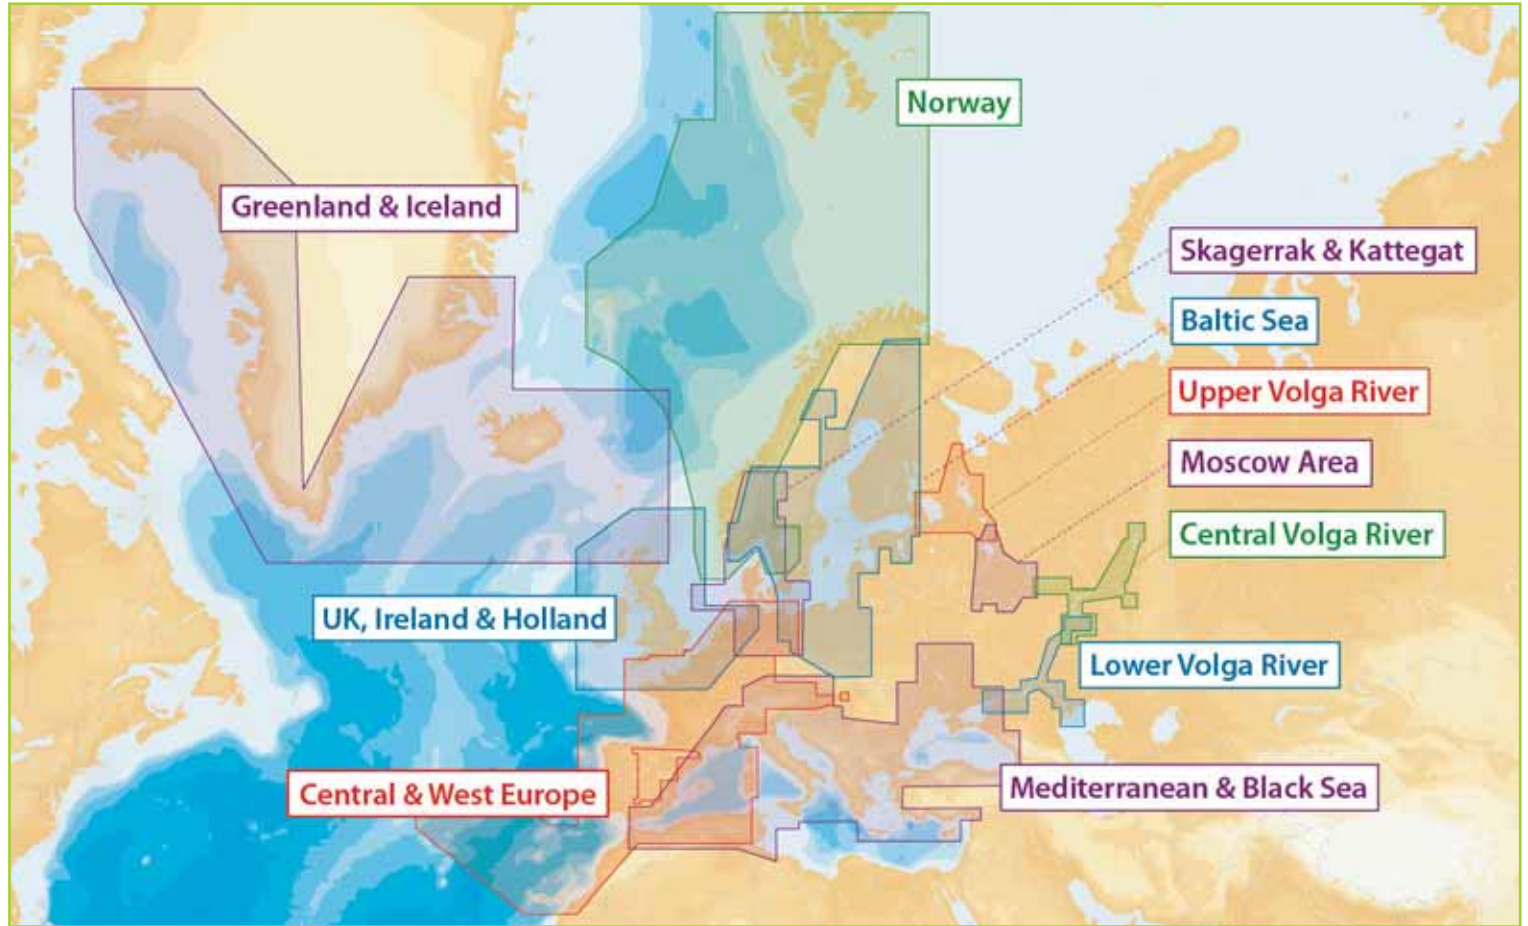 Norway
Greenland & Iceland
Skagerrak & Kattegat
Baltic Sea
Upper Volga River
Moscow Area
Central Volga River
UK, Ireland & Holland
Lower Volga River
Central & West Europe
Mediterranean & Black Sea